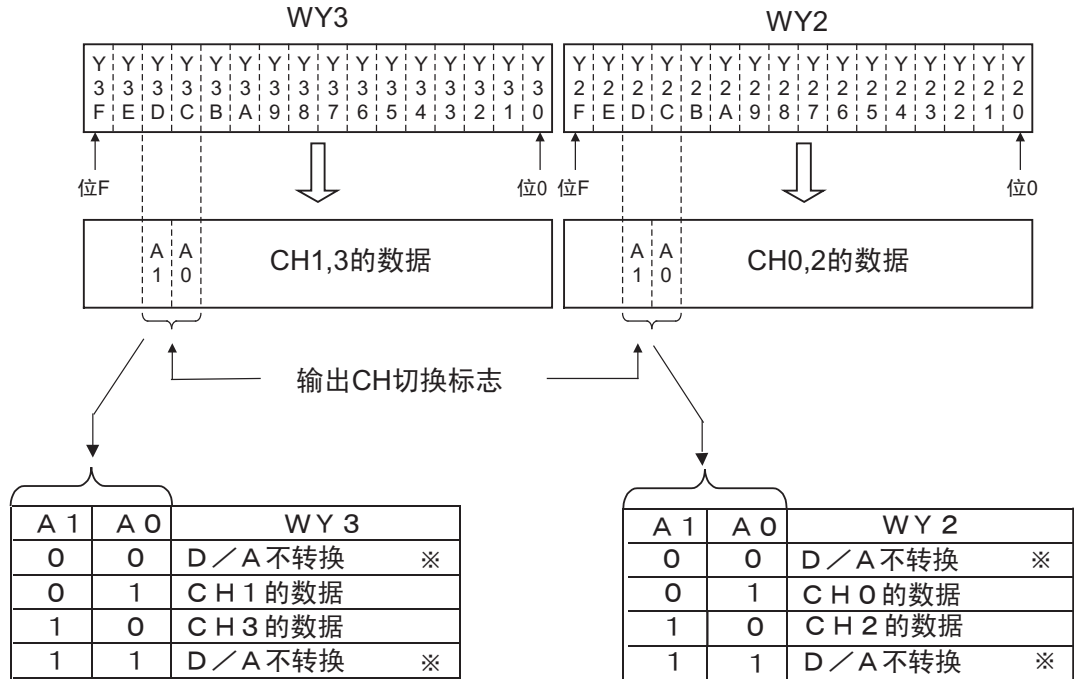 WY3 WY2
Y3F Y3E Y3D Y3C Y3B Y3A Y39 Y38 Y37 Y36 Y35 Y34 Y33 Y32 Y31 Y30 Y2F Y2E Y2D Y2C Y2B Y2A Y29 Y28 Y27 Y26 Y25 Y24 Y23 Y22 Y21 Y20
位F 位0 位F 位0
A1 A0 CH1,3的数据 A1 A0 CH0,2的数据
输出CH切换标志
A1 A0 WY3
0 0 D/A不转换 ※
0 1 CH1的数据
1 0 CH3的数据
1 1 D/A不转换 ※
A1 A0 WY2
0 0 D/A不转换 ※
0 1 CH0的数据
1 0 CH2的数据
1 1 D/A不转换 ※